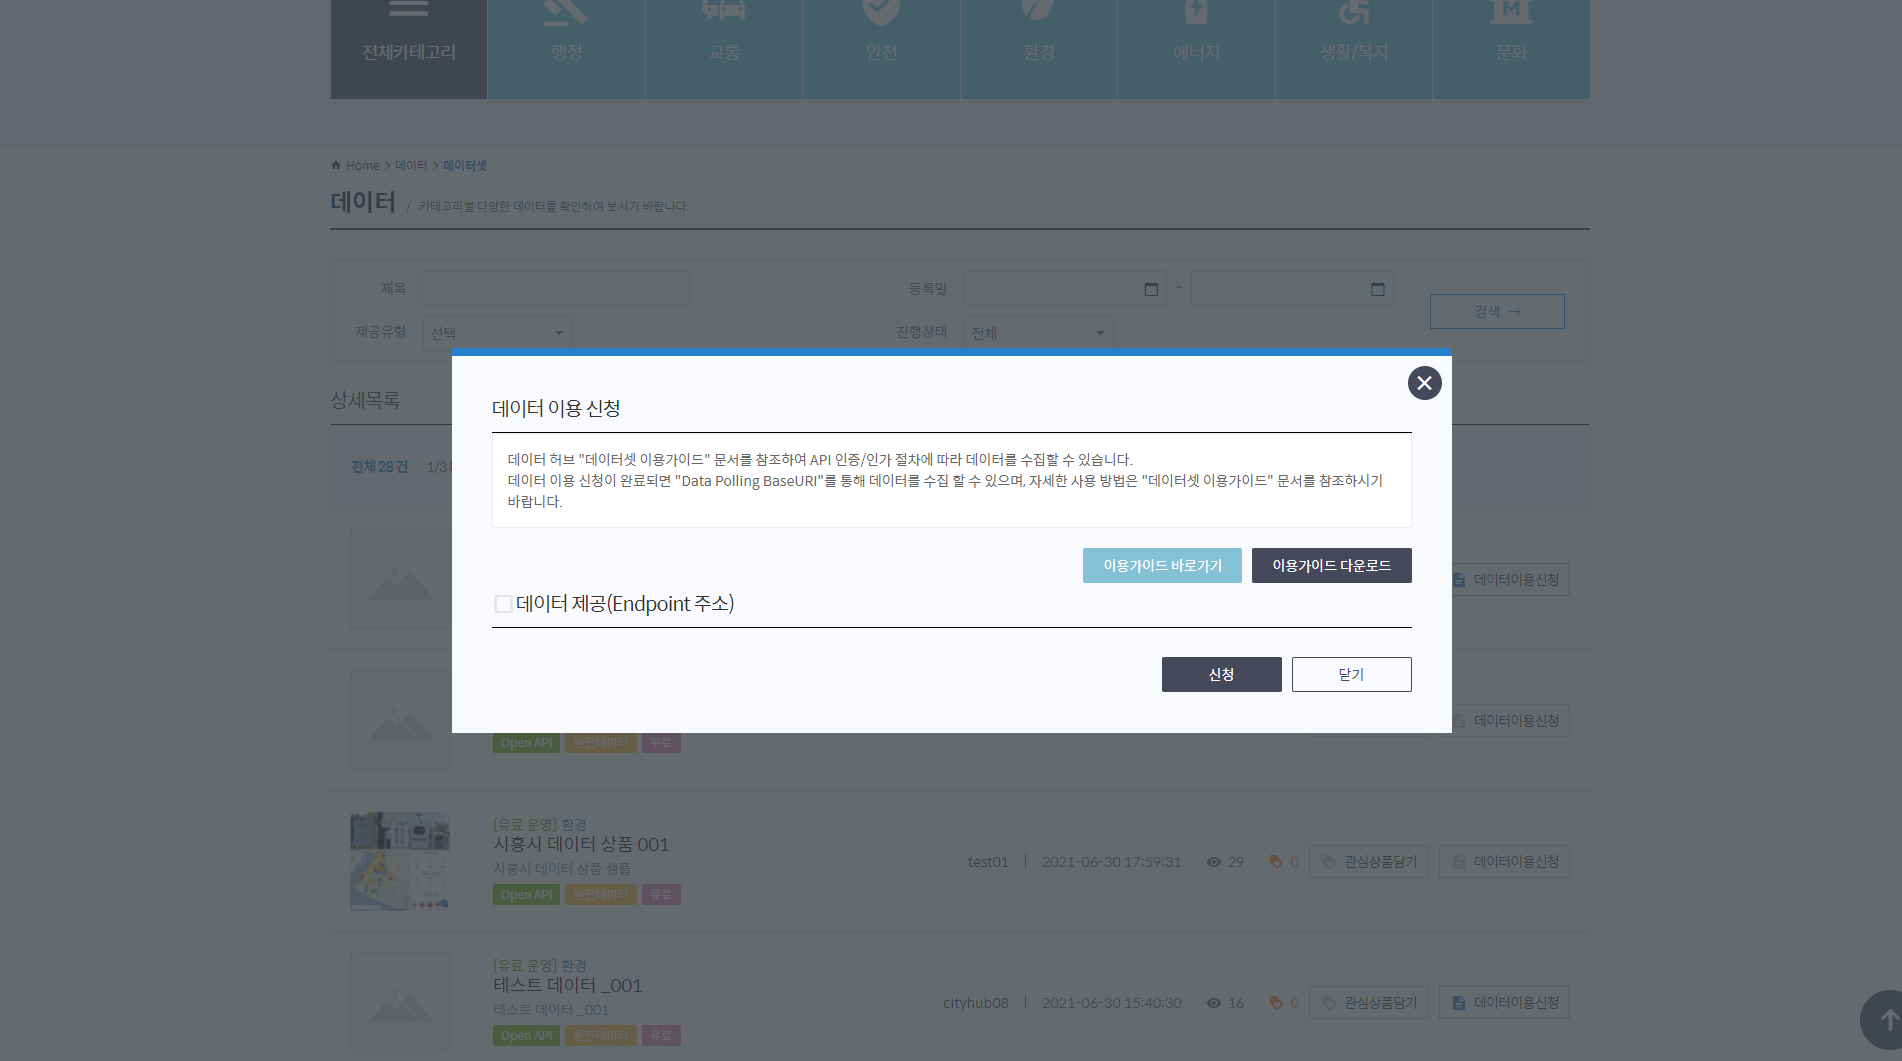 전체카테고리
행정
교통
안전
환경
에너지
생활/복지
문화
Home > 데이터 > 데이터셋
데이터 / 카테고리별 다양한 데이터를 확인하여 보시기 바랍니다.
제목
등록일
~
검색 →
제공유형 선택
진행상태 전체
상세목록
전체 28 건 1/3
데이터 이용 신청
데이터 허브 "데이터셋 이용가이드" 문서를 참조하여 API 인증/인가 절차에 따라 데이터를 수집할 수 있습니다.
데이터 이용 신청이 완료되면 "Data Polling BaseURI"를 통해 데이터를 수집 할 수 있으며, 자세한 사용 방법은 "데이터셋 이용가이드" 문서를 참조하시기
바랍니다.
이용가이드 바로가기
이용가이드 다운로드
데이터 제공(Endpoint 주소)
신청
닫기
데이터이용신청
데이터이용신청
Open API 원천데이터 무료
[유료 운영] 환경
시흥시 데이터 상품 001
시흥시 데이터 상품 샘플
Open API 원천데이터 유료
test01 | 2021-06-30 17:59:31 29 0 관심상품담기 데이터이용신청
[유료 운영] 환경
테스트 데이터 _001
테스트 데이터 _001
Open API 원천데이터 유료
cityhub08 | 2021-06-30 15:40:30 16 0 관심상품담기 데이터이용신청